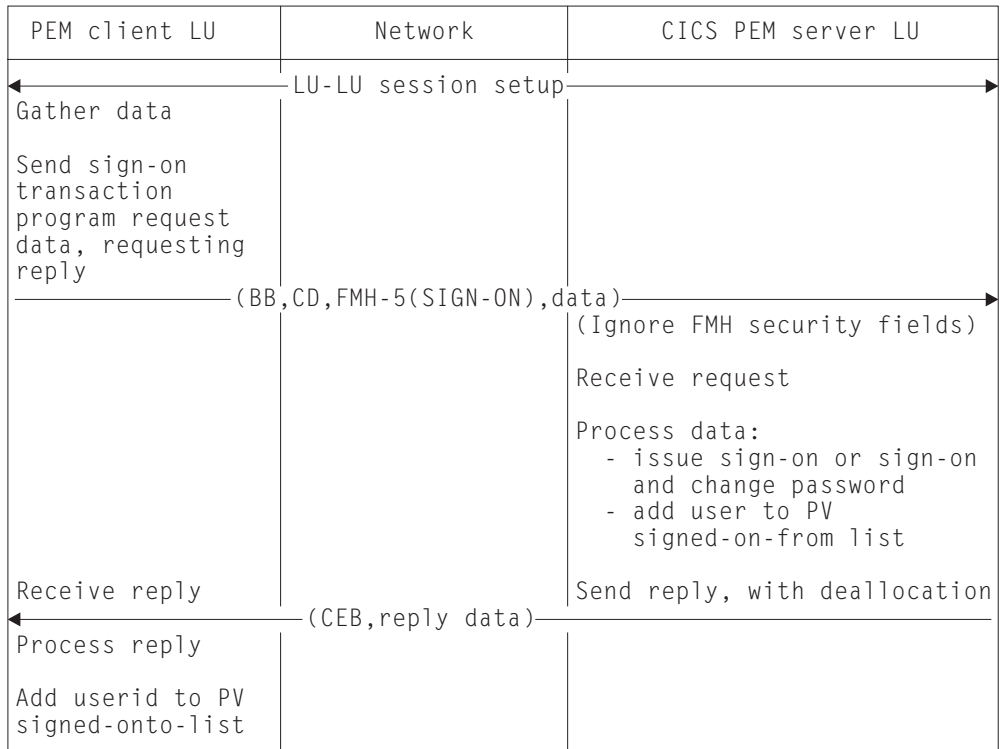 PEM client LU Network CICS PEM server LU
LU-LU session setup
Gather data
Send sign-on
transaction
program request
data, requesting
reply
(BB,CD,FMH-5(SIGN-ON),data)
(Ignore FMH security fields)
Receive request
Process data:
- issue sign-on or sign-on
and change password
- add user to PV
signed-on-from list
Receive reply Send reply, with deallocation
(CEB,reply data)
Process reply
Add userid to PV
signed-onto-list